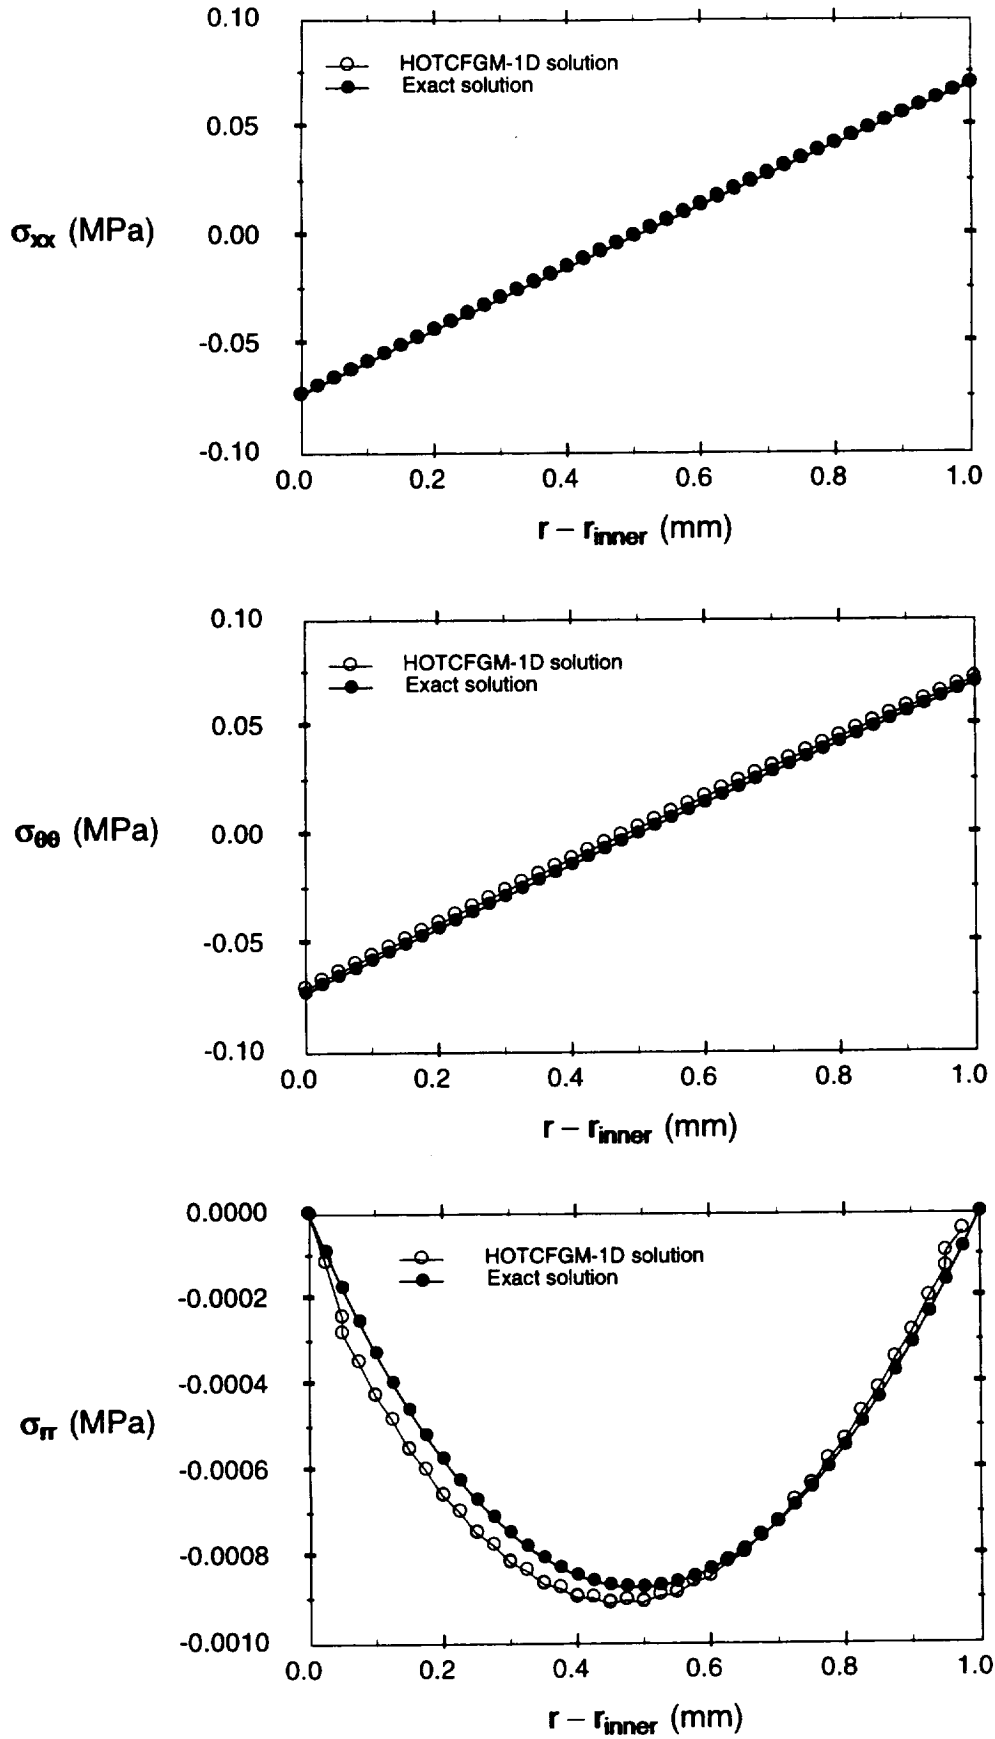 0.10
HOTCFGM-1D solution
Exact solution
0.05
σxx (MPa)
0.00
-0.05
-0.10
0.0 0.2 0.4 0.6 0.8 1.0
r – rinner (mm)
0.10
HOTCFGM-1D solution
Exact solution
0.05
σθθ (MPa)
0.00
-0.05
-0.10
0.0 0.2 0.4 0.6 0.8 1.0
r – rinner (mm)
0.0000
HOTCFGM-1D solution
Exact solution
-0.0002
-0.0004
σrr (MPa)
-0.0006
-0.0008
-0.0010
0.0 0.2 0.4 0.6 0.8 1.0
r – rinner (mm)